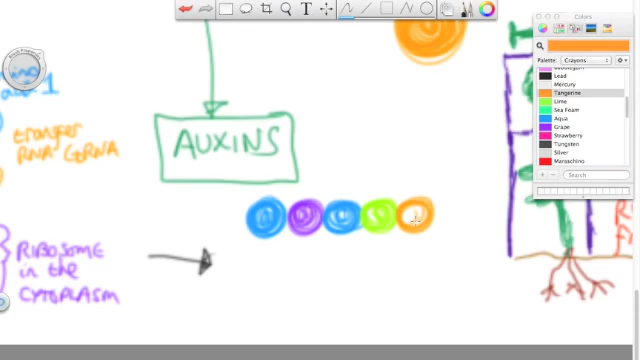 Colors
Palette: Crayons
Lead
Mercury
Tangerine
Lime
Sea Foam
Aqua
Grape
Strawberry
Tungsten
Silver
Maraschino
Search
AUXINS
transfer
RNA
RIBOSOME
in the
CYTOPLASM